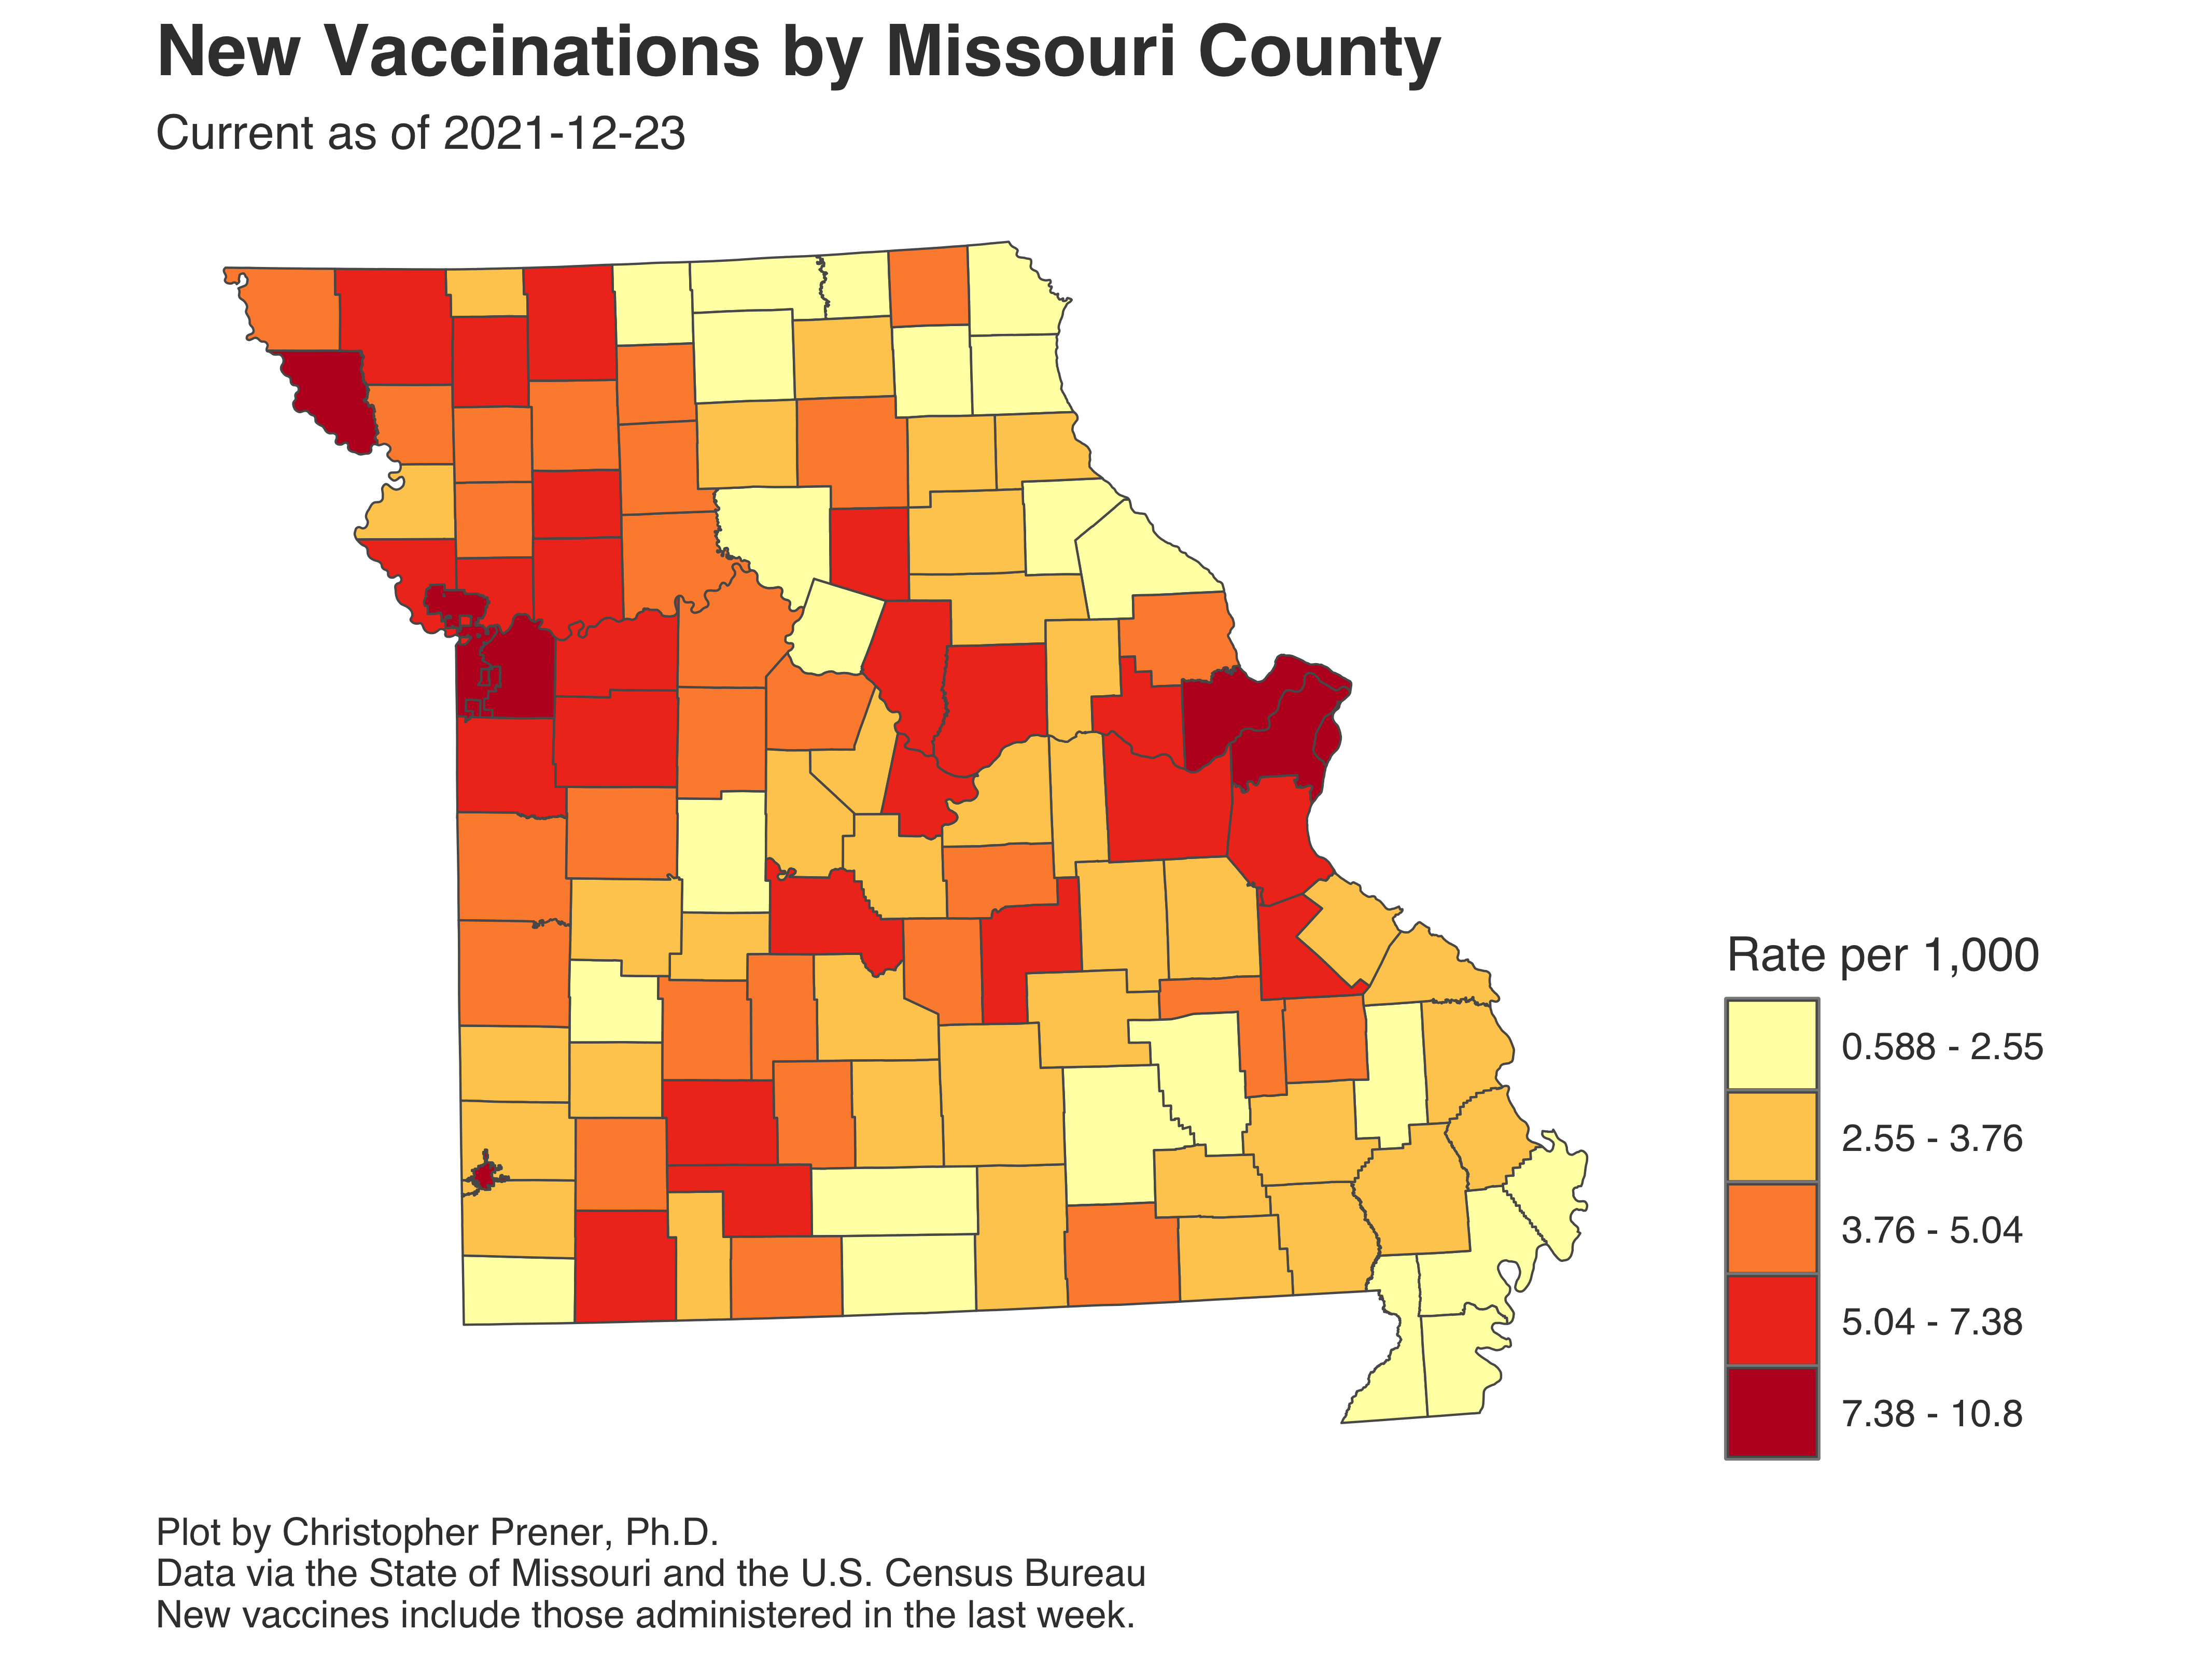 New Vaccinations by Missouri County
Current as of 2021-12-23
Rate per 1,000
0.588 - 2.55
2.55 - 3.76
3.76 - 5.04
5.04 - 7.38
7.38 - 10.8
Plot by Christopher Prener, Ph.D.
Data via the State of Missouri and the U.S. Census Bureau
New vaccines include those administered in the last week.